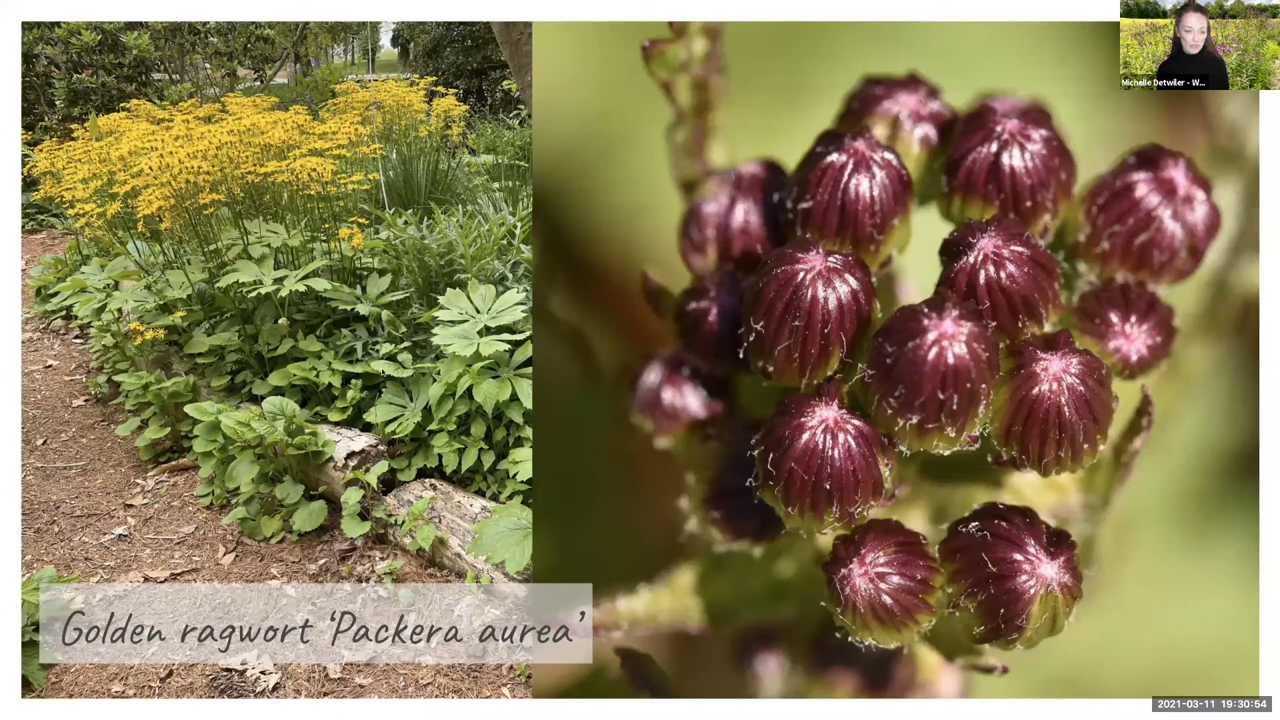 Michelle Detwiler - W...
Golden ragwort ‘Packera aurea’
2021-03-11 19:30:54